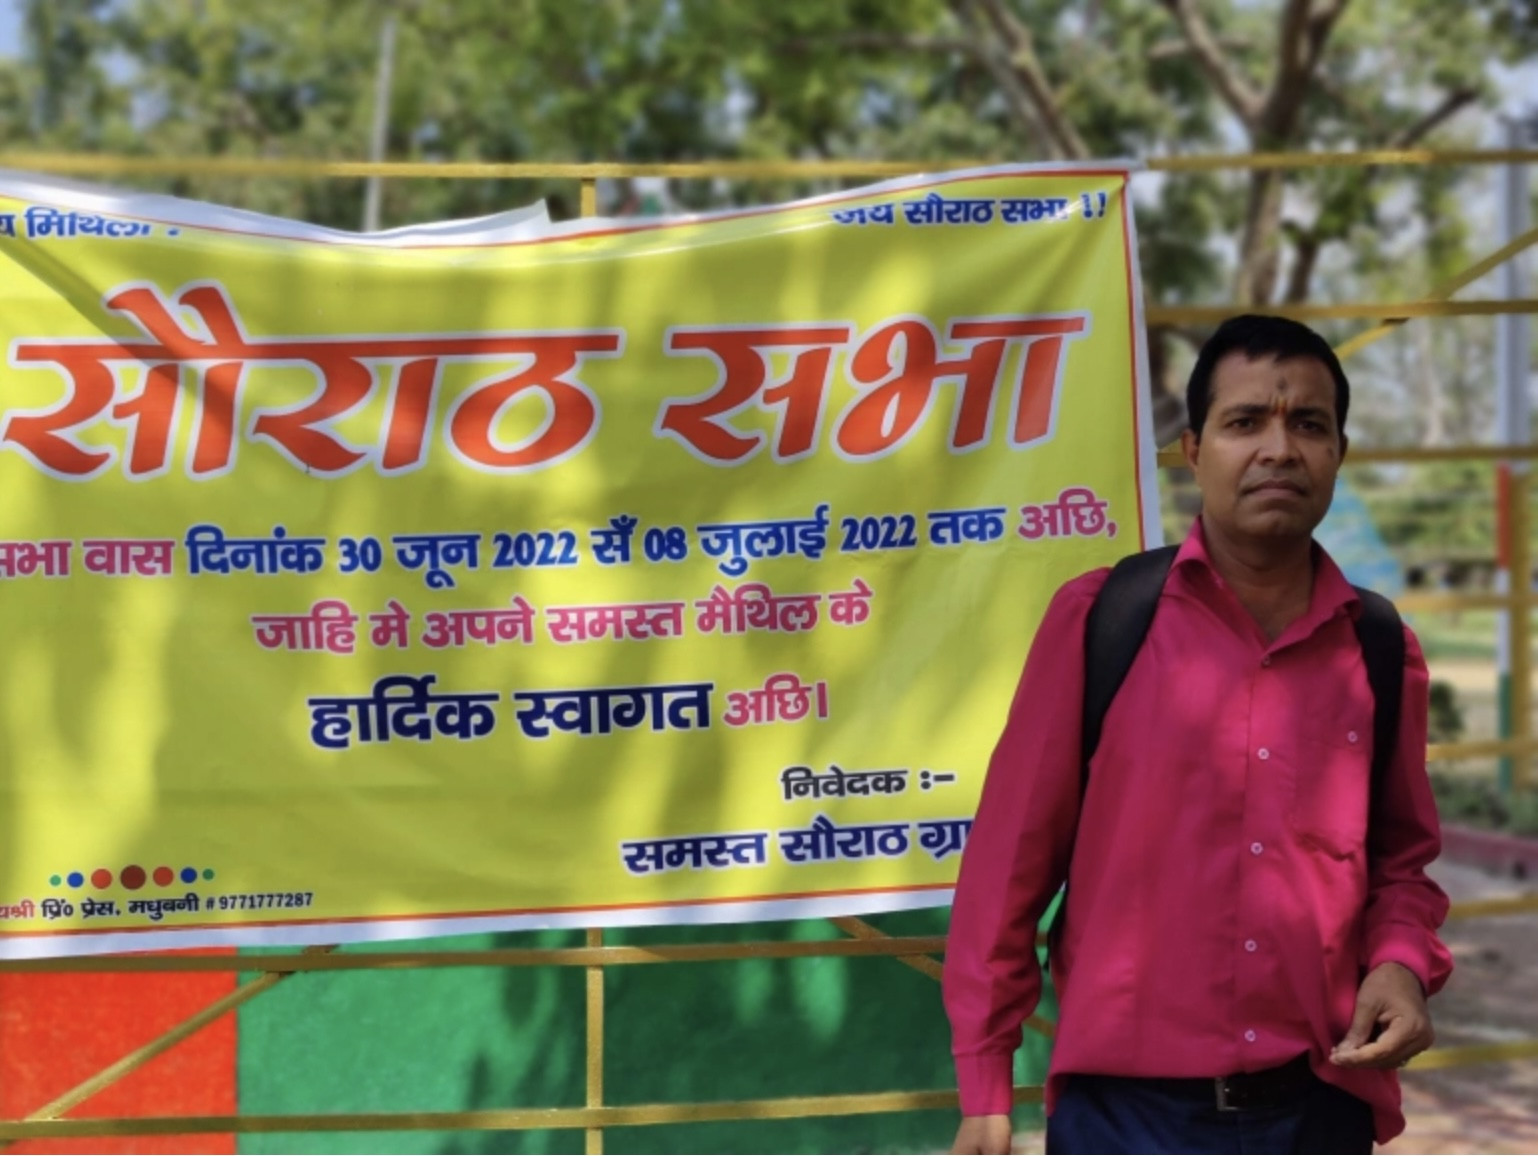 मिथिला !
जय सौराठ सभा !!
सौराठ सभा
सभा वास दिनांक 30 जून 2022 सँ 08 जुलाई 2022 तक अछि,
जाहि मे अपने समस्त मैथिल के
हार्दिक स्वागत अछि।
निवेदक :-
समस्त सौराठ
प्रिं० प्रेस, मधुबनी # 9771777287